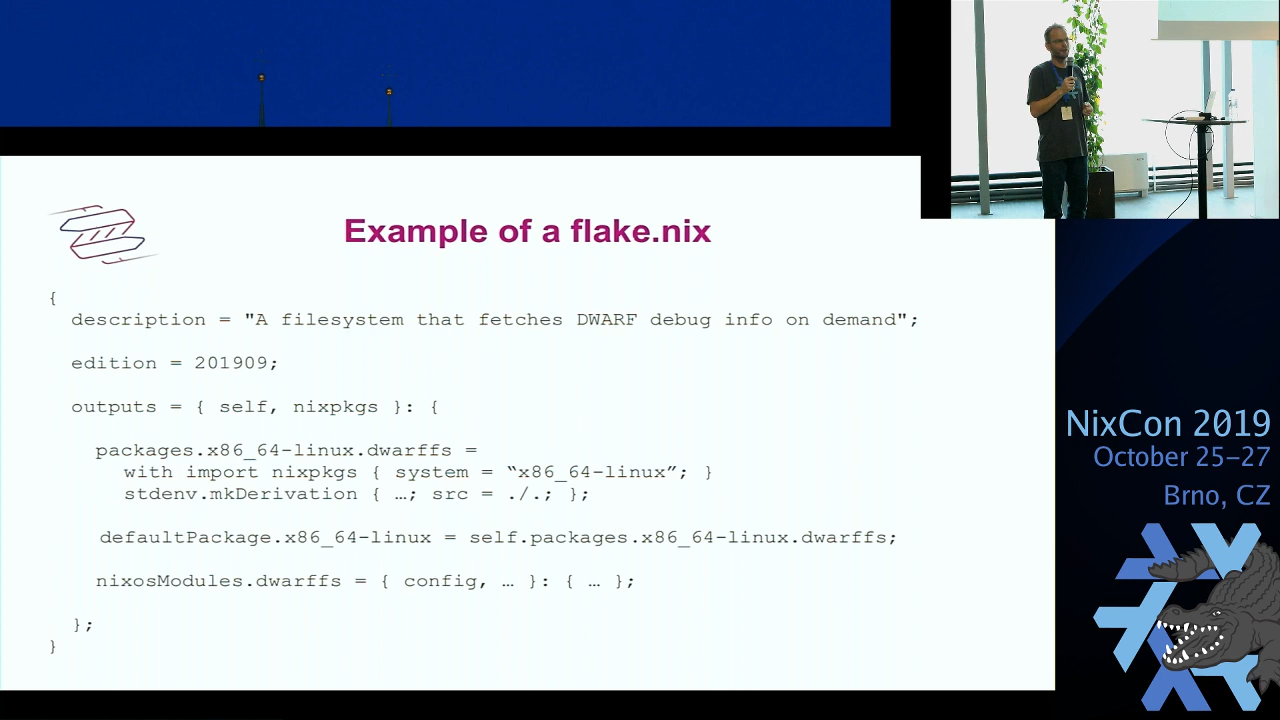 Example of a flake.nix
{
description = "A filesystem that fetches DWARF debug info on demand";
edition = 201909;
outputs = { self, nixpkgs }: {
packages.x86_64-linux.dwarffs =
with import nixpkgs { system = “x86_64-linux”; }
stdenv.mkDerivation { …; src = ./.; };
defaultPackage.x86_64-linux = self.packages.x86_64-linux.dwarffs;
nixosModules.dwarffs = { config, … }: { … };
};
}
NixCon 2019
October 25–27
Brno, CZ